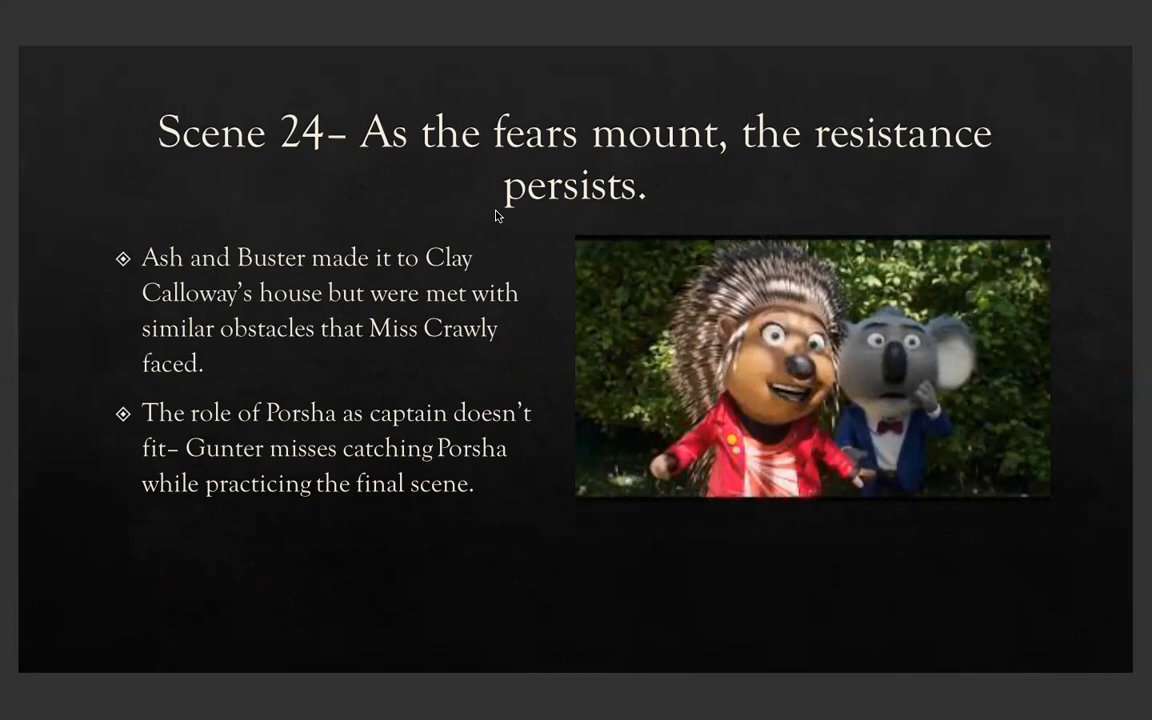 Scene 24– As the fears mount, the resistance
persists.
Ash and Buster made it to Clay
Calloway's house but were met with
similar obstacles that Miss Crawly
faced.
The role of Porsha as captain doesn't
fit– Gunter misses catching Porsha
while practicing the final scene.